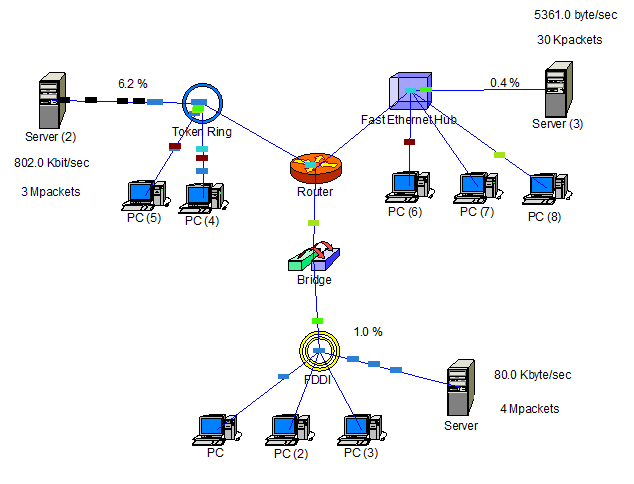 5361.0 byte/sec
30 Kpackets
6.2 %
0.4 %
Fast Ethernet Hub
Server (3)
Token Ring
Server (2)
802.0 Kbit/sec
3 Mpackets
Router
PC (5)
PC (4)
PC (6)
PC (7)
PC (8)
Bridge
1.0 %
FDDI
80.0 Kbyte/sec
4 Mpackets
Server
PC
PC (2)
PC (3)